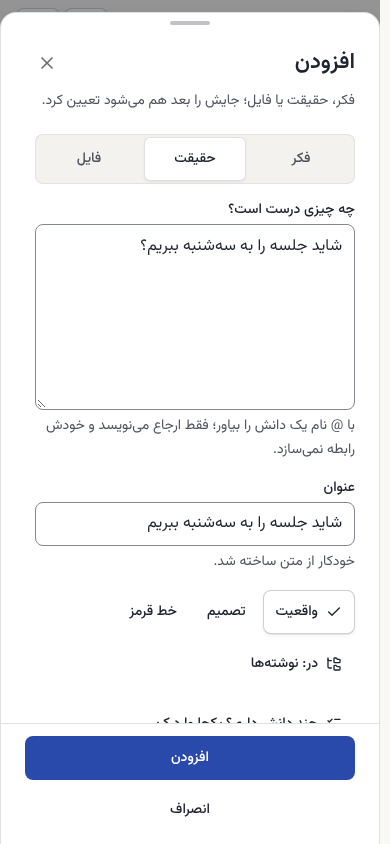 افزودن
فکر، حقیقت یا فایل؛ جایش را بعد هم می‌شود تعیین کرد.
فکر
حقیقت
فایل
چه چیزی درست است؟
شاید جلسه را به سه‌شنبه ببریم؟
با @ نام یک دانش را بیاور؛ فقط ارجاع می‌نویسد و خودش
رابطه نمی‌سازد.
عنوان
شاید جلسه را به سه‌شنبه ببریم
خودکار از متن ساخته شد.
واقعیت
تصمیم
خط قرمز
در: نوشته‌ها
افزودن
انصراف